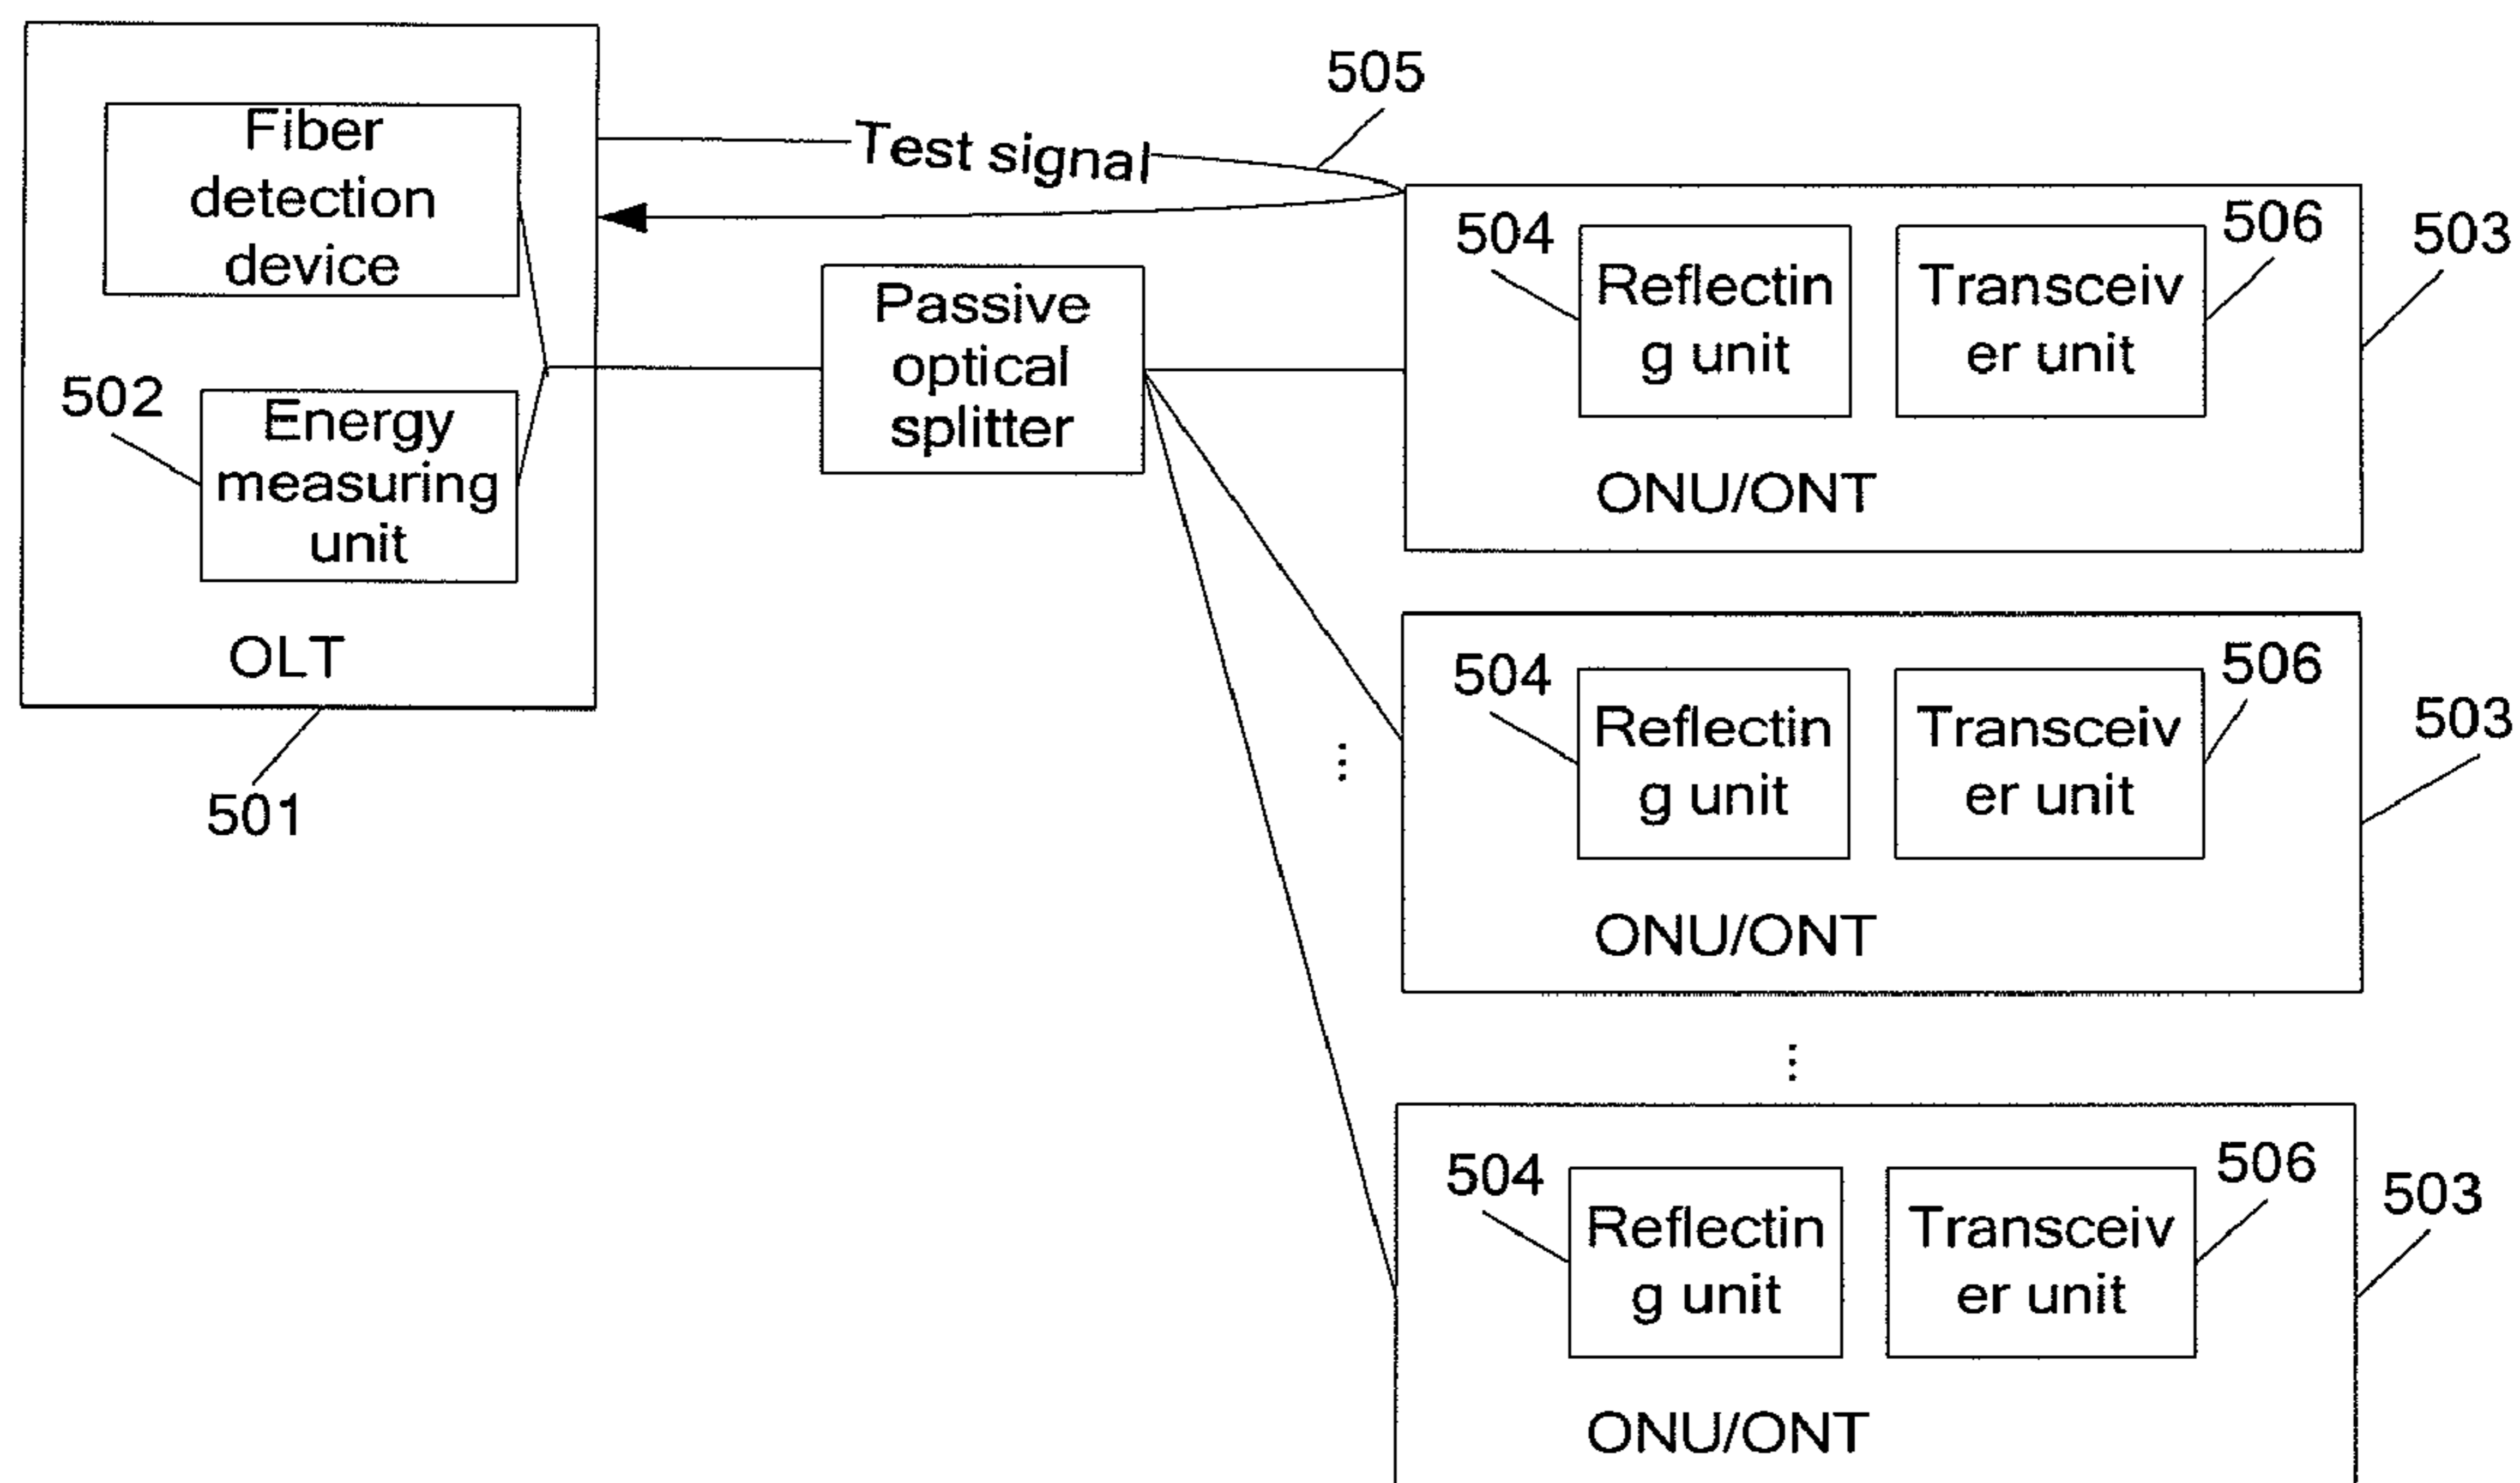 505
Fiber
detection
device
Test signal
504
506
503
Reflectin
g unit
Transceiv
er unit
Passive
optical
splitter
502
Energy
measuring
unit
ONU/ONT
OLT
501
504
506
503
Reflectin
g unit
Transceiv
er unit
ONU/ONT
504
506
503
Reflectin
g unit
Transceiv
er unit
ONU/ONT